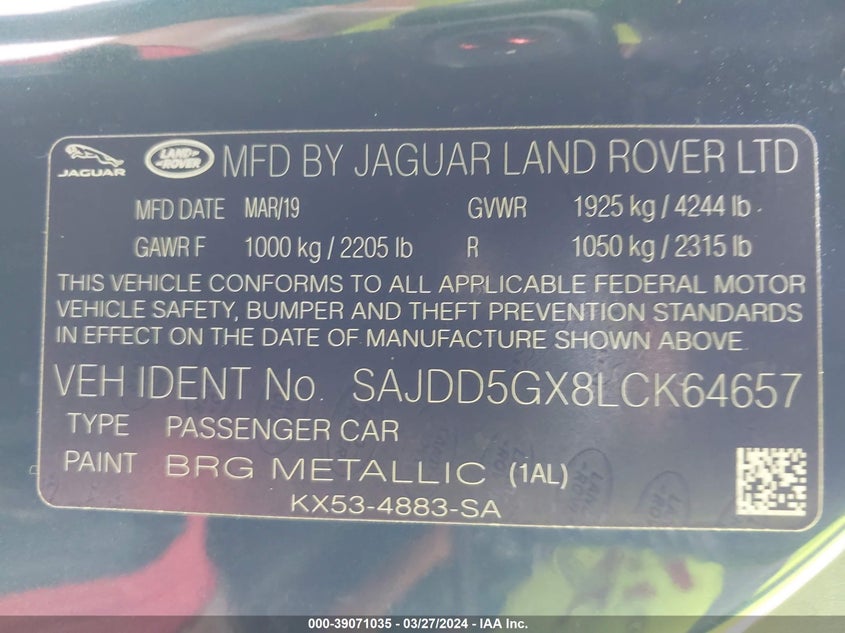 JAGUAR LAND ROVER MFD BY JAGUAR LAND ROVER LTD
MFD DATE MAR/19 GVWR 1925 kg / 4244 lb
GAWR F 1000 kg / 2205 lb R 1050 kg / 2315 lb
THIS VEHICLE CONFORMS TO ALL APPLICABLE FEDERAL MOTOR
VEHICLE SAFETY, BUMPER AND THEFT PREVENTION STANDARDS
IN EFFECT ON THE DATE OF MANUFACTURE SHOWN ABOVE.
VEH IDENT No. SAJDD5GX8LCK64657
TYPE PASSENGER CAR
PAINT BRG METALLIC (1AL)
KX53-4883-SA
000-39071035 - 03/27/2024 - IAA Inc.